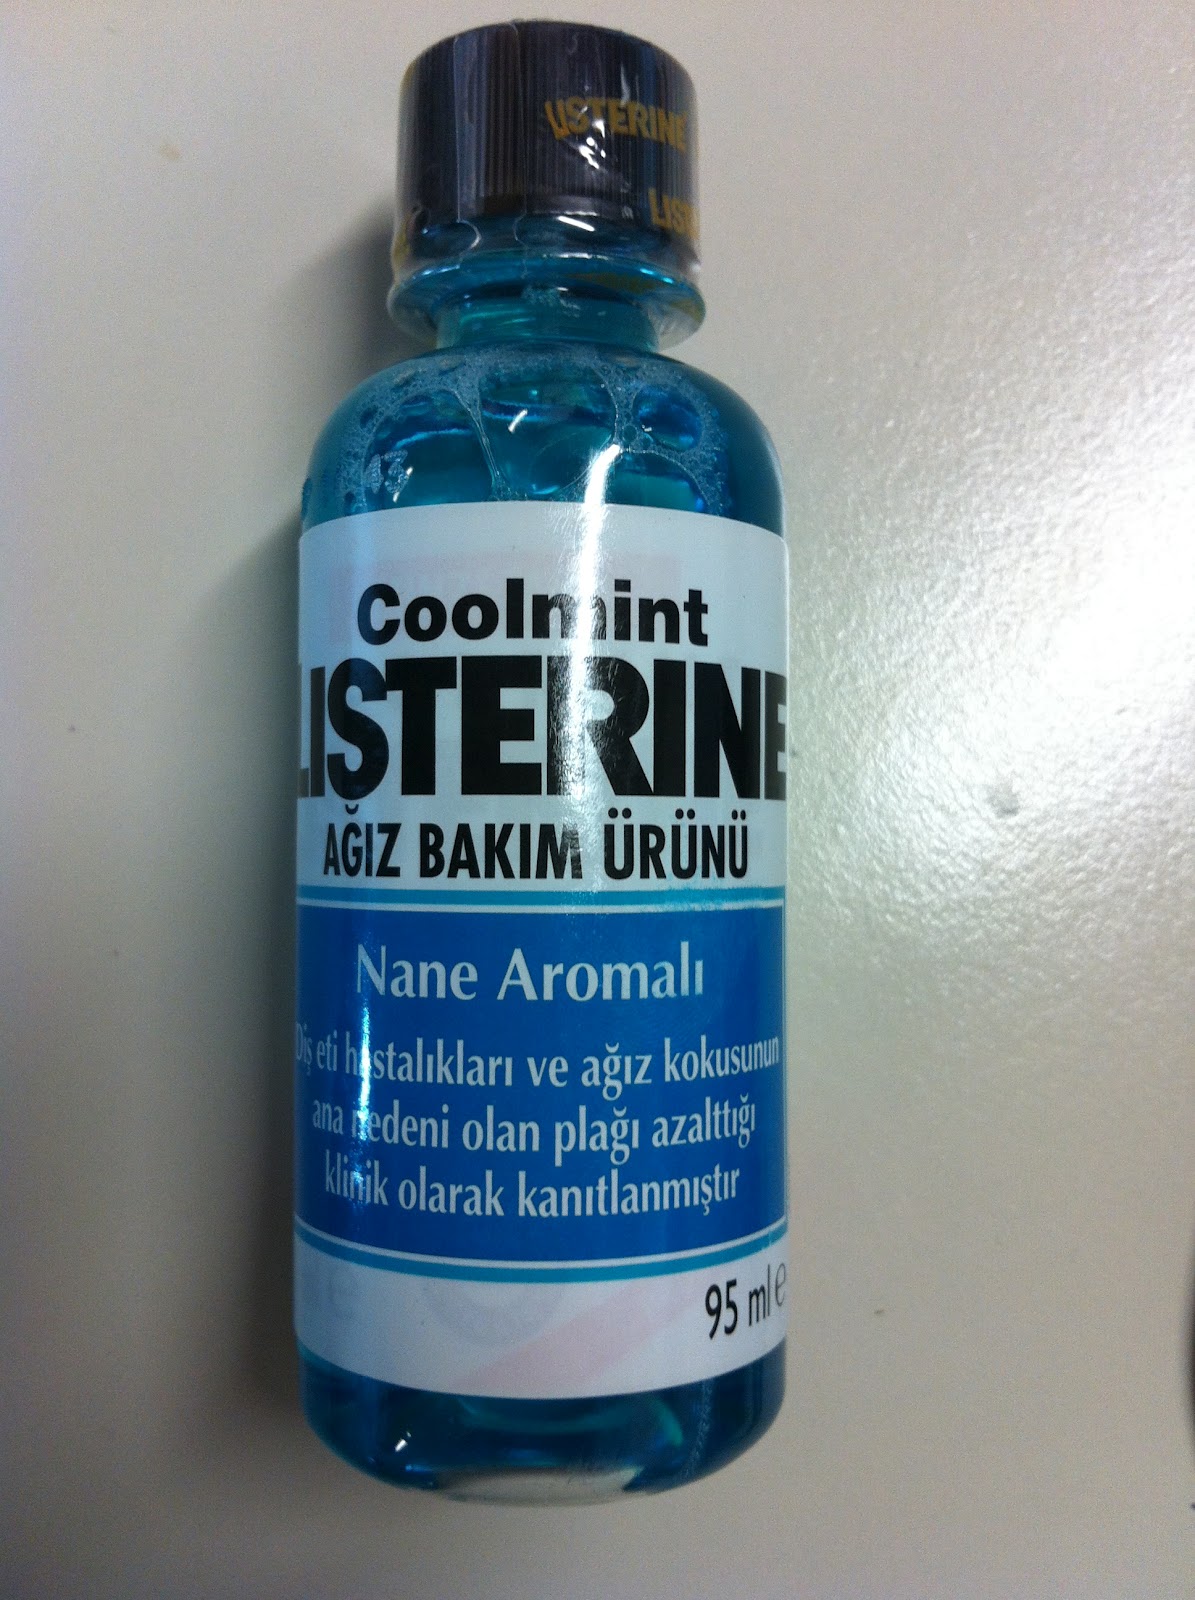 LISTERINE
Coolmint
LISTERINE
AĞIZ BAKIM ÜRÜNÜ
Nane Aromalı
Diş eti hastalıkları ve ağız kokusunun
ana nedeni olan plağı azalttığı
klinik olarak kanıtlanmıştır
95 ml e